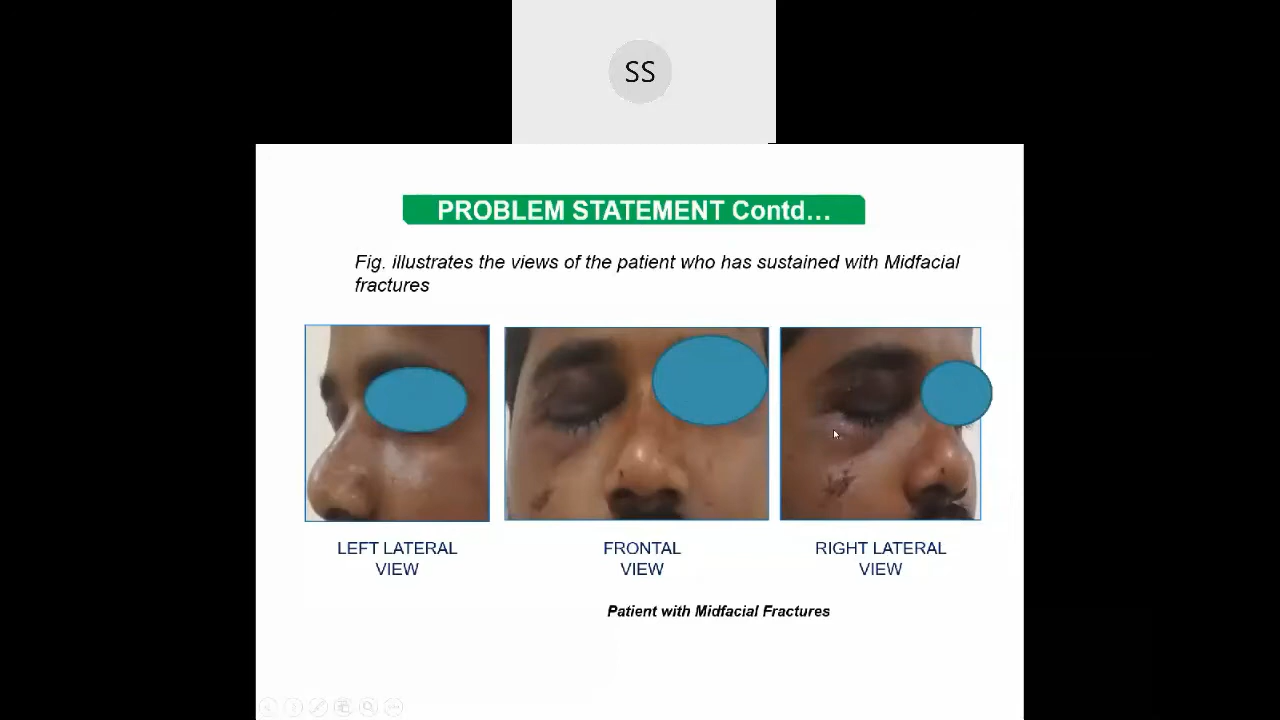 SS
PROBLEM STATEMENT Contd...
Fig. illustrates the views of the patient who has sustained with Midfacial
fractures
LEFT LATERAL
VIEW
FRONTAL
VIEW
RIGHT LATERAL
VIEW
Patient with Midfacial Fractures